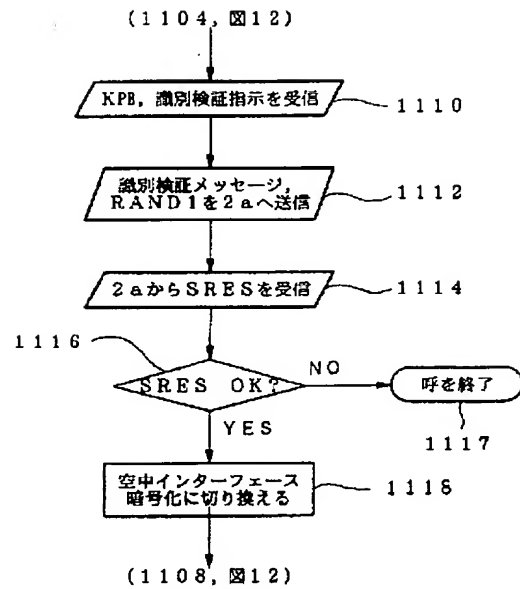 (1104, 図12)
KPB, 識別検証指示を受信
1110
識別検証メッセージ,
RAND1を2aへ送信
1112
2aからSRESを受信
1114
1116
SRES OK?
NO
呼を終了
1117
YES
空中インターフェース
暗号化に切り換える
1118
(1108, 図12)